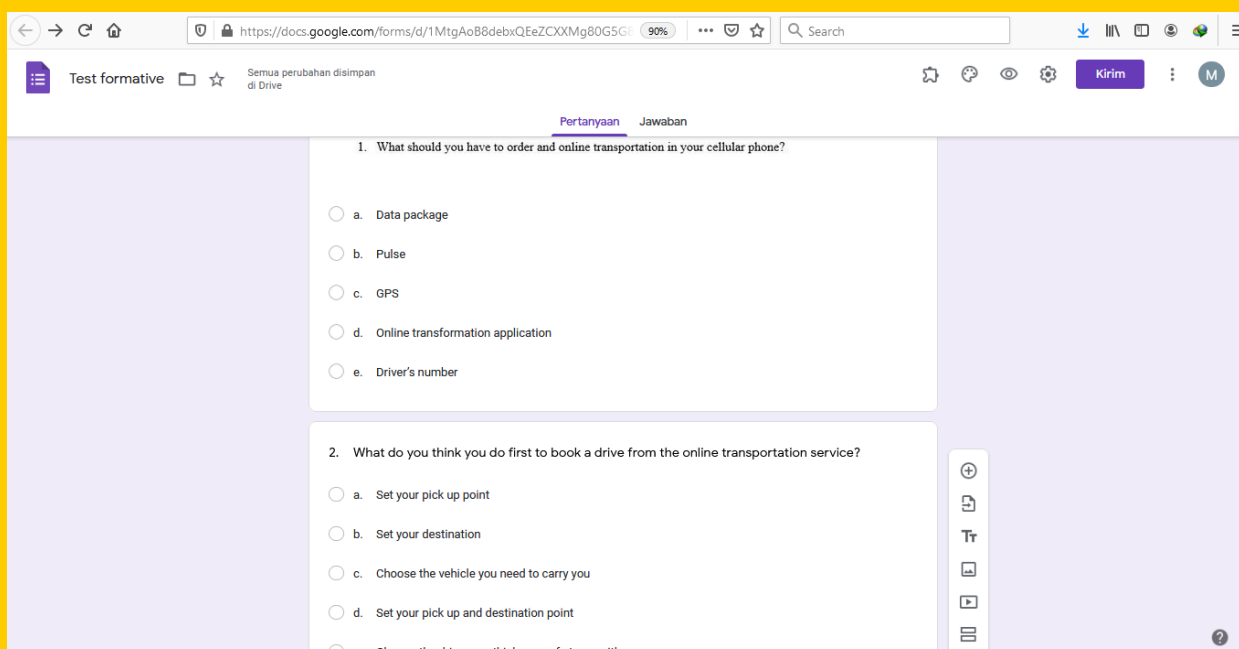 https://docs.google.com/forms/d/1MtgAoB8debxQEeZCXXMg80G5G 90% Search
Test formative Semua perubahan disimpan di Drive Kirim M
Pertanyaan Jawaban
1. What should you have to order and online transportation in your cellular phone?
a. Data package
b. Pulse
c. GPS
d. Online transformation application
e. Driver's number
2. What do you think you do first to book a drive from the online transportation service?
a. Set your pick up point
b. Set your destination
c. Choose the vehicle you need to carry you
d. Set your pick up and destination point